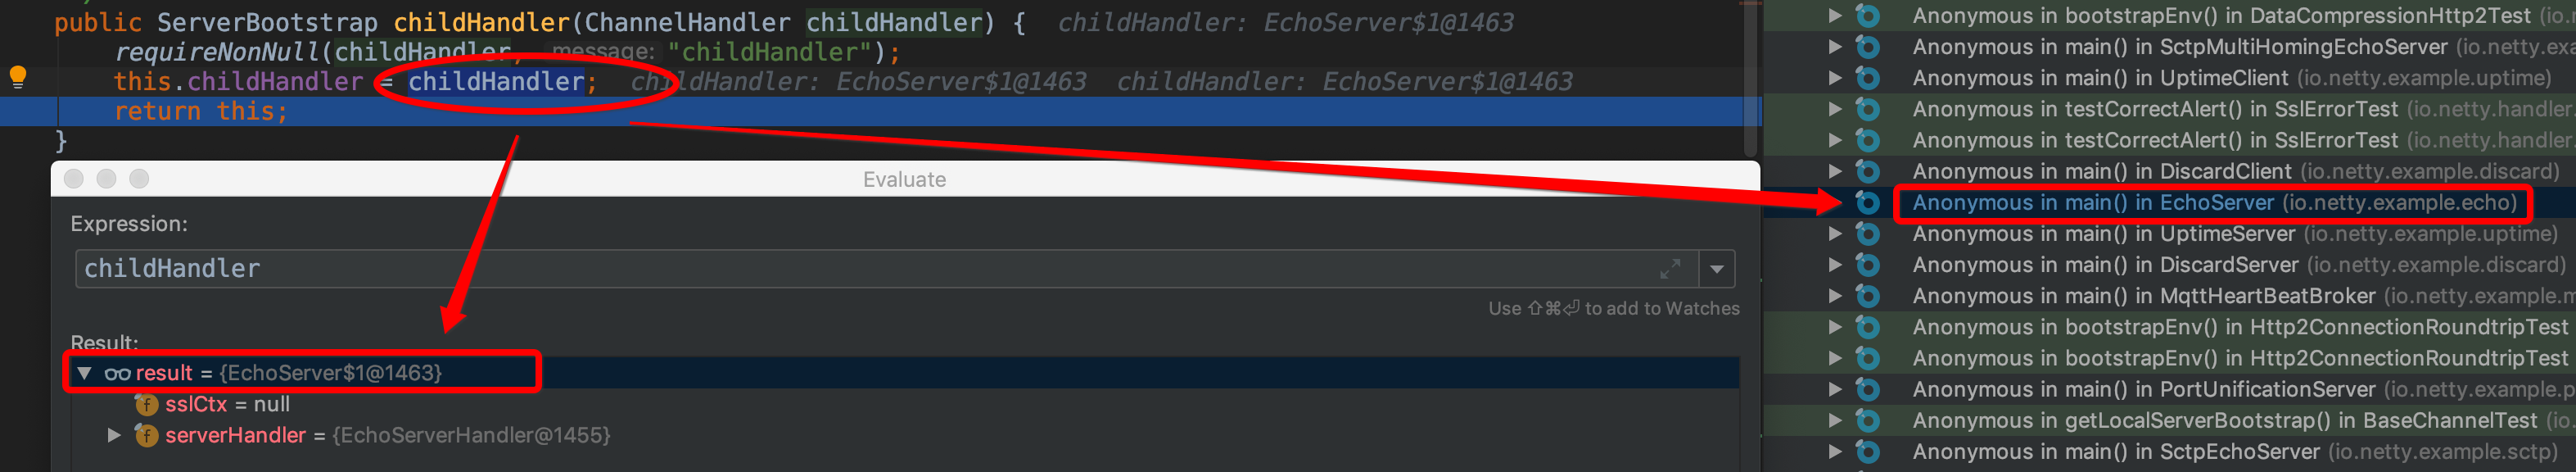 public ServerBootstrap childHandler(ChannelHandler childHandler) {  childHandler: EchoServer$1@1463
requireNonNull(childHandler, message: "childHandler");
this.childHandler = childHandler;  childHandler: EchoServer$1@1463  childHandler: EchoServer$1@1463
return this;
}
Evaluate
Expression:
childHandler
Use ⇧⌘⏎ to add to Watches
Result:
result = {EchoServer$1@1463}
sslCtx = null
serverHandler = {EchoServerHandler@1455}
Anonymous in bootstrapEnv() in DataCompressionHttp2Test (io.
Anonymous in main() in SctpMultiHomingEchoServer (io.netty.exa
Anonymous in main() in UptimeClient (io.netty.example.uptime)
Anonymous in testCorrectAlert() in SslErrorTest (io.netty.handler.
Anonymous in testCorrectAlert() in SslErrorTest (io.netty.handler.
Anonymous in main() in DiscardClient (io.netty.example.discard)
Anonymous in main() in EchoServer (io.netty.example.echo)
Anonymous in main() in UptimeServer (io.netty.example.uptime)
Anonymous in main() in DiscardServer (io.netty.example.discard)
Anonymous in main() in MqttHeartBeatBroker (io.netty.example.m
Anonymous in bootstrapEnv() in Http2ConnectionRoundtripTest
Anonymous in bootstrapEnv() in Http2ConnectionRoundtripTest
Anonymous in main() in PortUnificationServer (io.netty.example.p
Anonymous in getLocalServerBootstrap() in BaseChannelTest (io.
Anonymous in main() in SctpEchoServer (io.netty.example.sctp)